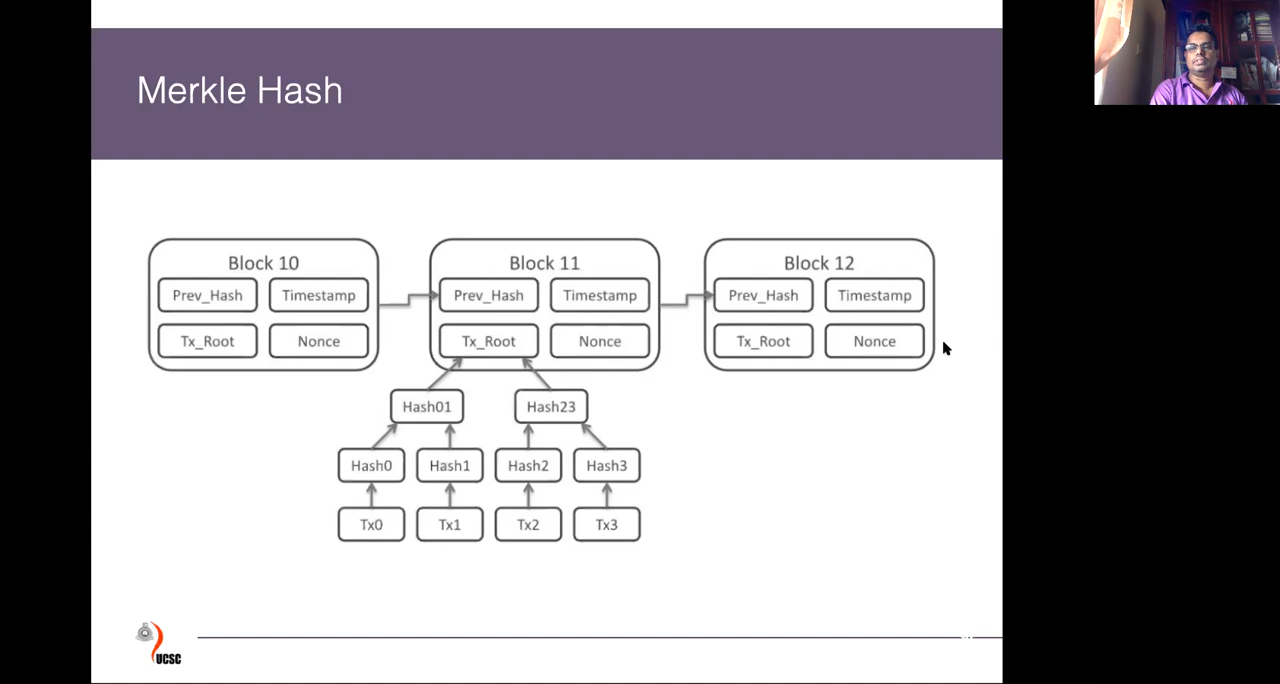 Merkle Hash
Block 10
Block 11
Block 12
Prev_Hash Timestamp
Prev_Hash Timestamp
Prev_Hash Timestamp
Tx_Root Nonce
Tx_Root Nonce
Tx_Root Nonce
Hash01 Hash23
Hash0 Hash1 Hash2 Hash3
Tx0 Tx1 Tx2 Tx3
UCSC